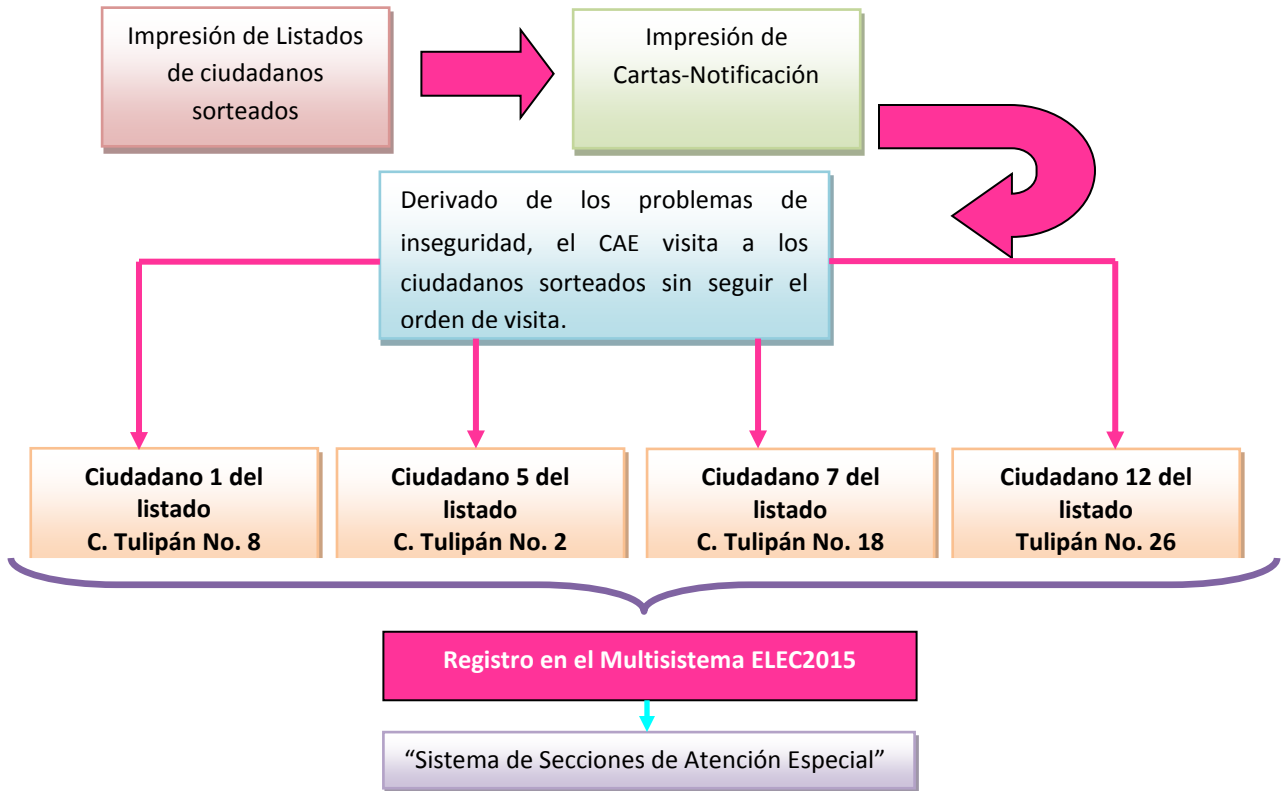 Impresión de Listados
de ciudadanos
sorteados
Impresión de
Cartas-Notificación
Derivado de los problemas de
inseguridad, el CAE visita a los
ciudadanos sorteados sin seguir el
orden de visita.
Ciudadano 1 del
listado
C. Tulipán No. 8
Ciudadano 5 del
listado
C. Tulipán No. 2
Ciudadano 7 del
listado
C. Tulipán No. 18
Ciudadano 12 del
listado
Tulipán No. 26
Registro en el Multisistema ELEC2015
“Sistema de Secciones de Atención Especial”